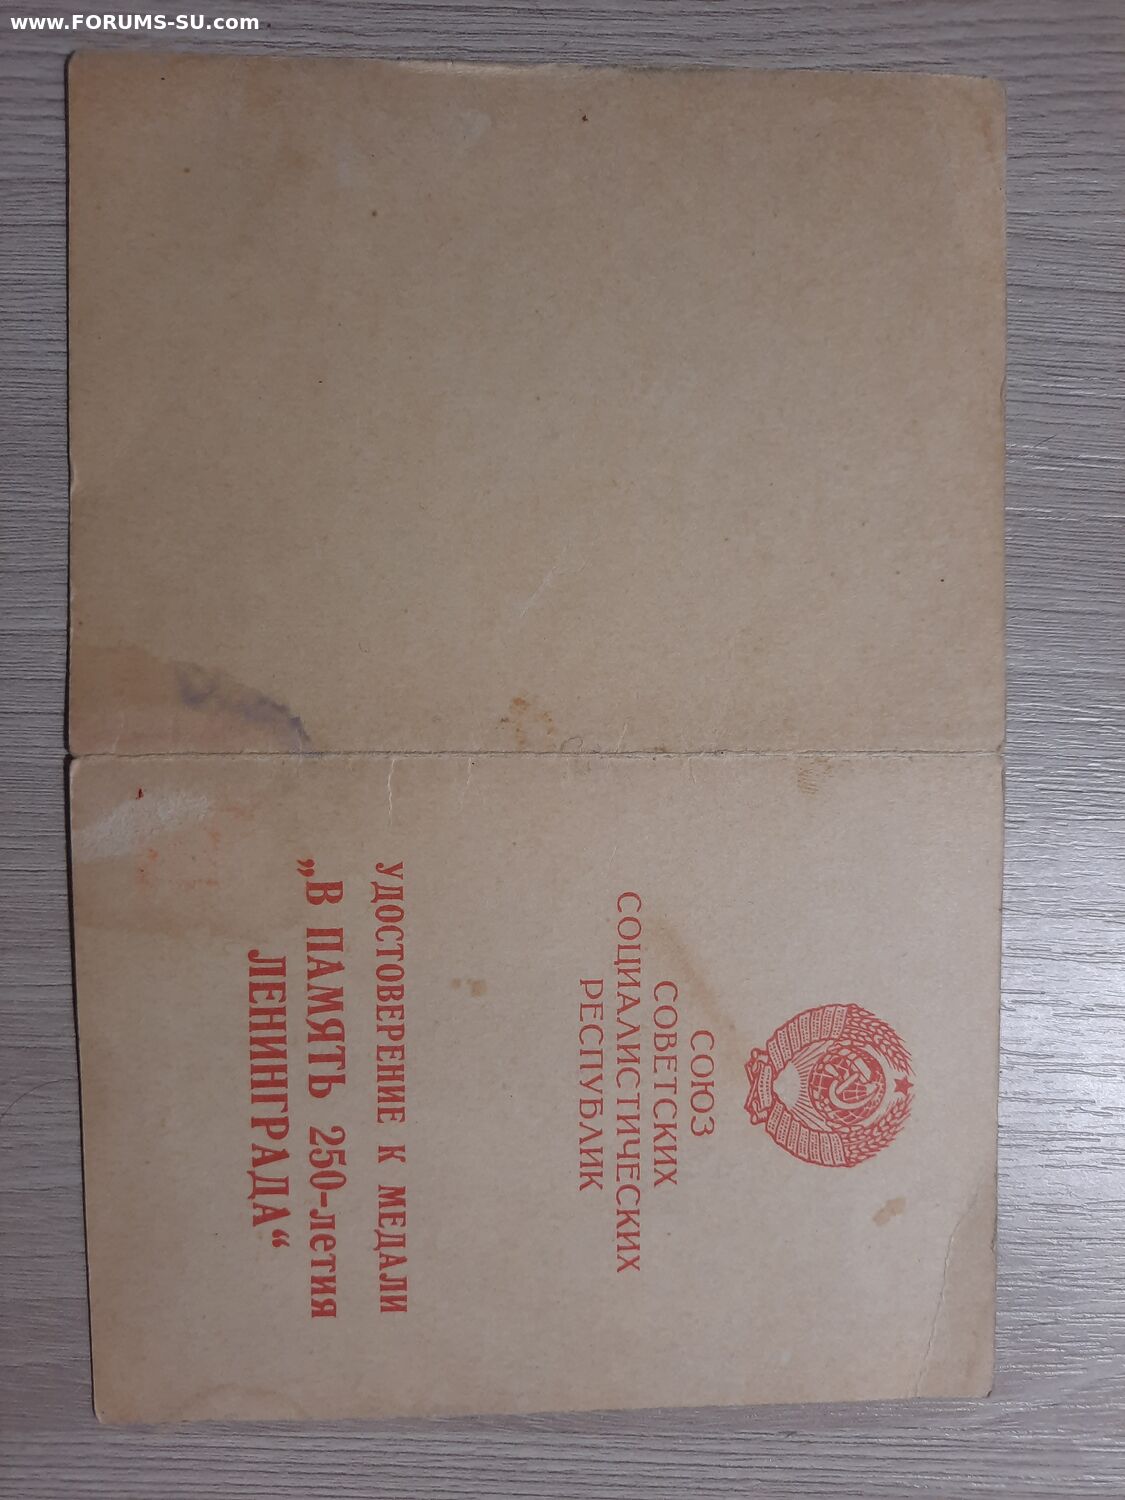 www.FORUMS-SU.com
СОЮЗ
СОВЕТСКИХ
СОЦИАЛИСТИЧЕСКИХ
РЕСПУБЛИК
УДОСТОВЕРЕНИЕ К МЕДАЛИ
„В ПАМЯТЬ 250-летия
ЛЕНИНГРАДА“